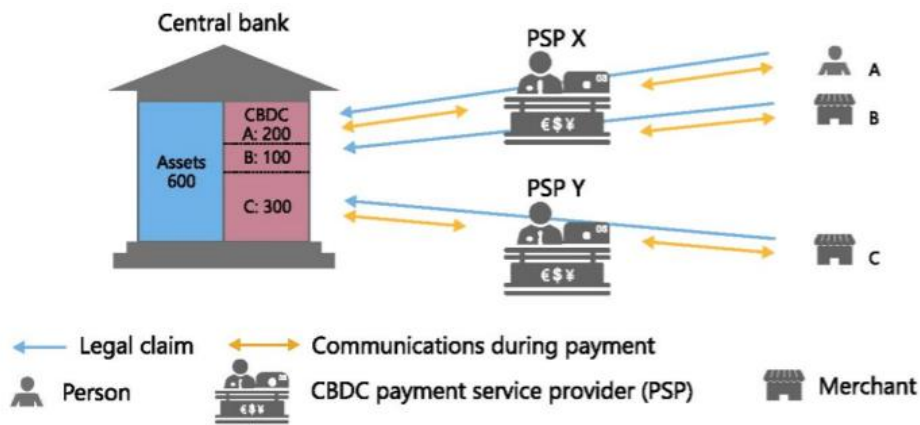 Central bank
PSP X
A
CBDC
A: 200
B: 100
C: 300
Assets
600
€$¥
B
PSP Y
€$¥
C
Legal claim
Communications during payment
Person
€$¥
CBDC payment service provider (PSP)
Merchant